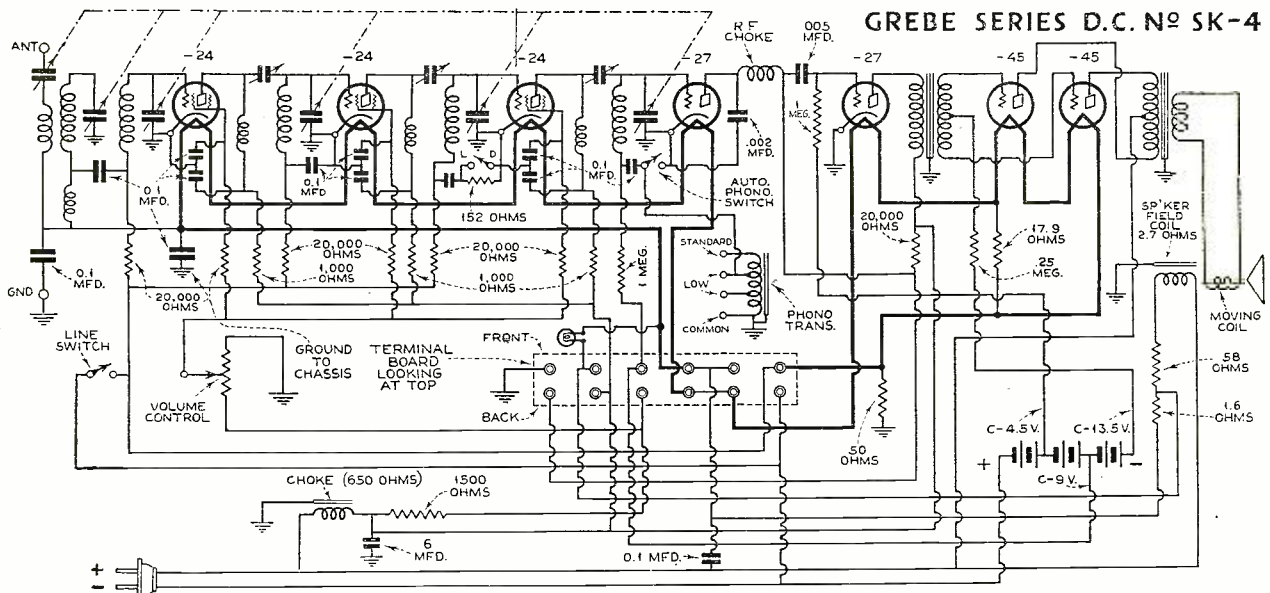 GREBE SERIES D.C. Nº SK-4
ANT
-24
-24
-24
-27
R.F.
CHOKE
.005
MFD.
-27
-45
-45
1 MEG.
.002
MFD.
0.1
MFD.
0.1
MFD.
L
D
152 OHMS
0.1
MFD.
AUTO.
PHONO
SWITCH
0.1
MFD.
GND
20,000
OHMS
20,000
OHMS
1,000
OHMS
20,000
OHMS
1,000
OHMS
1 MEG.
STANDARD
LOW
COMMON
PHONO
TRANS.
20,000
OHMS
17.9
OHMS
.25
MEG.
SP'KER
FIELD
COIL
2.7 OHMS
MOVING
COIL
LINE
SWITCH
VOLUME
CONTROL
GROUND
TO
CHASSIS
FRONT
TERMINAL
BOARD
LOOKING
AT TOP
BACK
50
OHMS
58
OHMS
1.6
OHMS
C-4.5V.
C-13.5V.
+
-
C-9V.
CHOKE (650 OHMS)
1500
OHMS
6
MFD.
0.1 MFD.
+
-